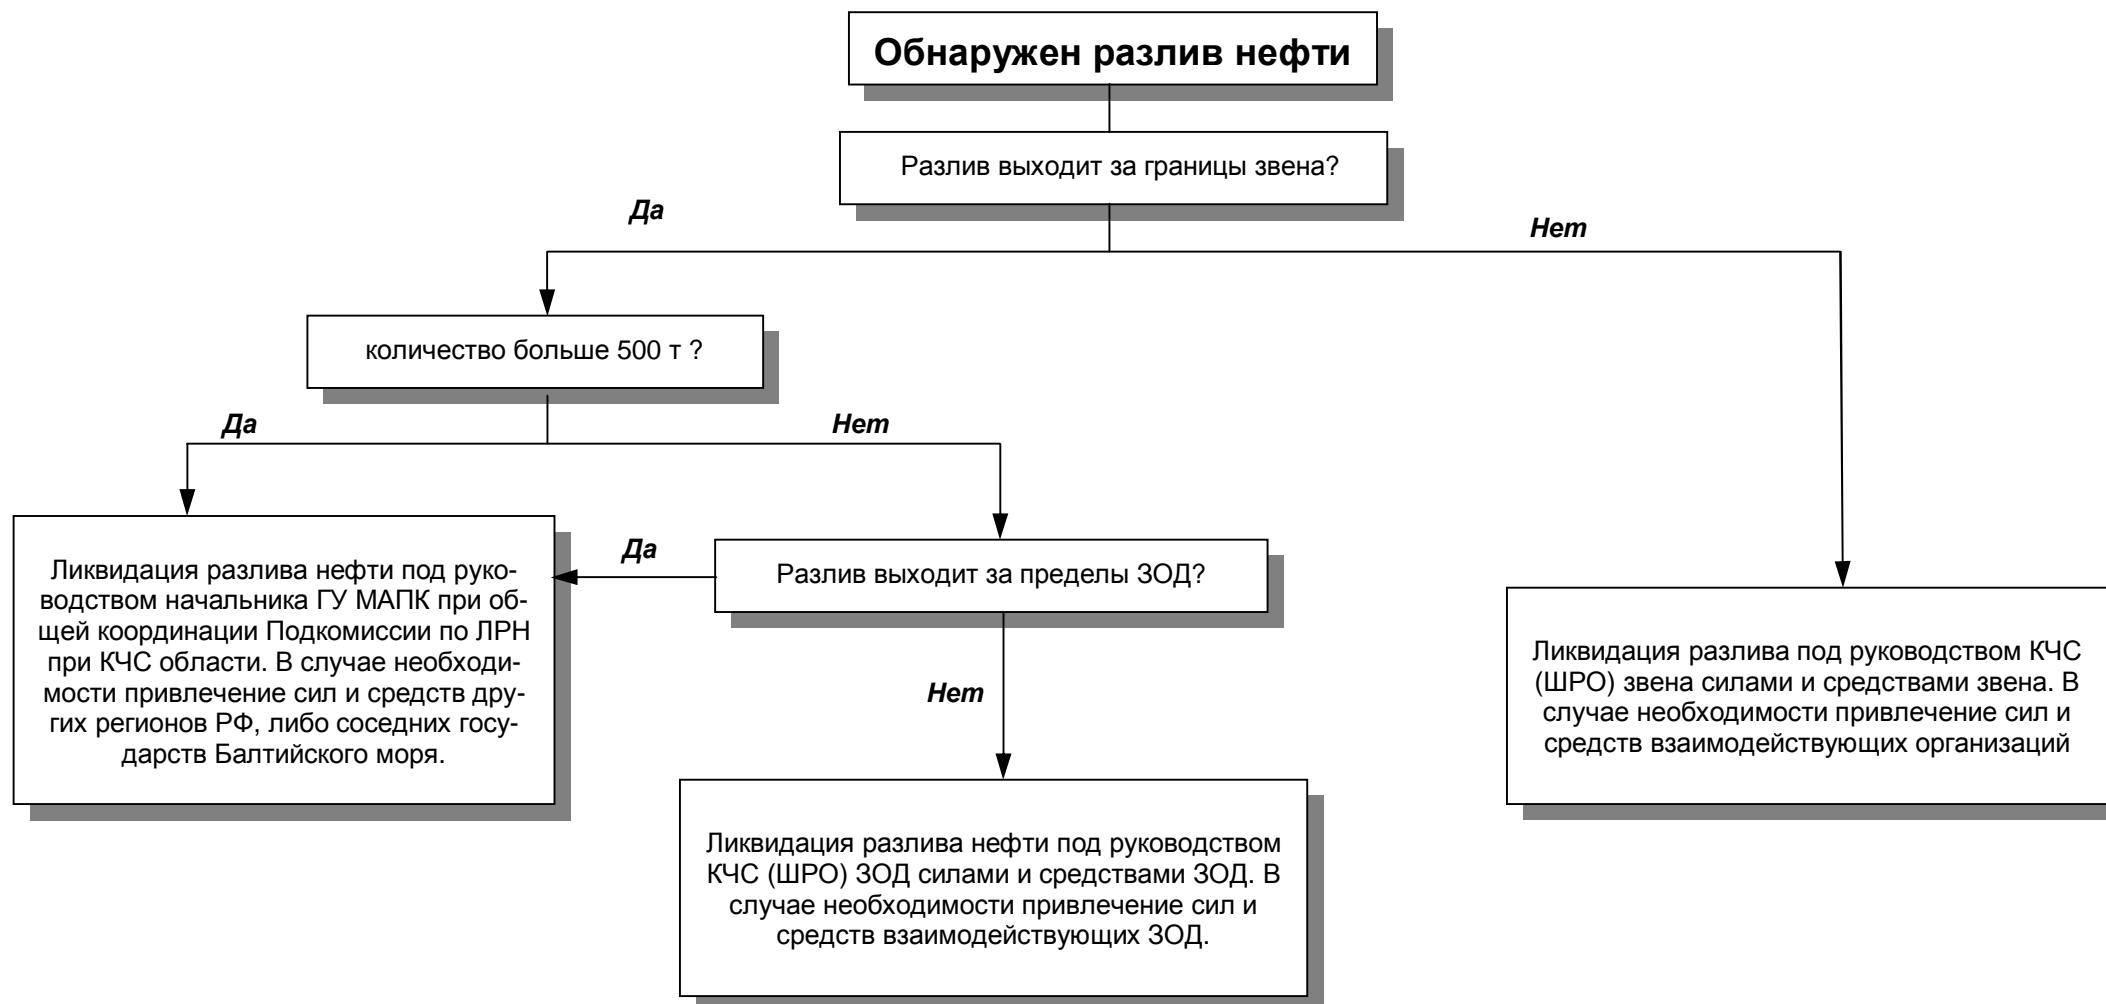 Обнаружен разлив нефти
Разлив выходит за границы звена?
Да
Нет
количество больше 500 т ?
Да
Нет
Ликвидация разлива нефти под руко-
водством начальника ГУ МАПК при об-
щей координации Подкомиссии по ЛРН
при КЧС области. В случае необходи-
мости привлечение сил и средств дру-
гих регионов РФ, либо соседних госу-
дарств Балтийского моря.
Да
Разлив выходит за пределы ЗОД?
Нет
Ликвидация разлива нефти под руководством
КЧС (ШРО) ЗОД силами и средствами ЗОД. В
случае необходимости привлечение сил и
средств взаимодействующих ЗОД.
Ликвидация разлива под руководством КЧС
(ШРО) звена силами и средствами звена. В
случае необходимости привлечение сил и
средств взаимодействующих организаций